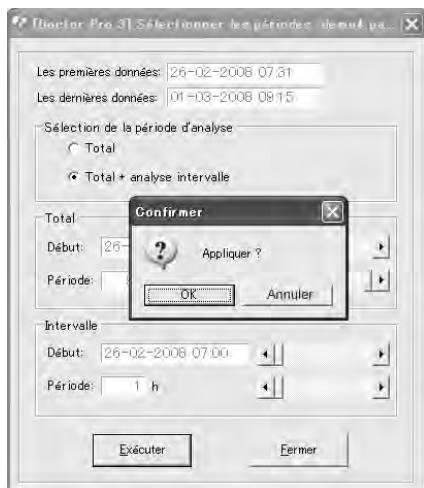 [Doctor Pro 3] Sélectionner les périodes demut pa...
Les premières données: 26-02-2008 07:31
Les dernières données: 01-03-2008 09:15
Sélection de la période d'analyse
Total
Total + analyse intervalle
Confirmer
Total
Début: 26-
Appliquer ?
Période:
OK Annuler
Intervalle
Début: 26-02-2008 07:00
Période: 1 h
Exécuter Fermer